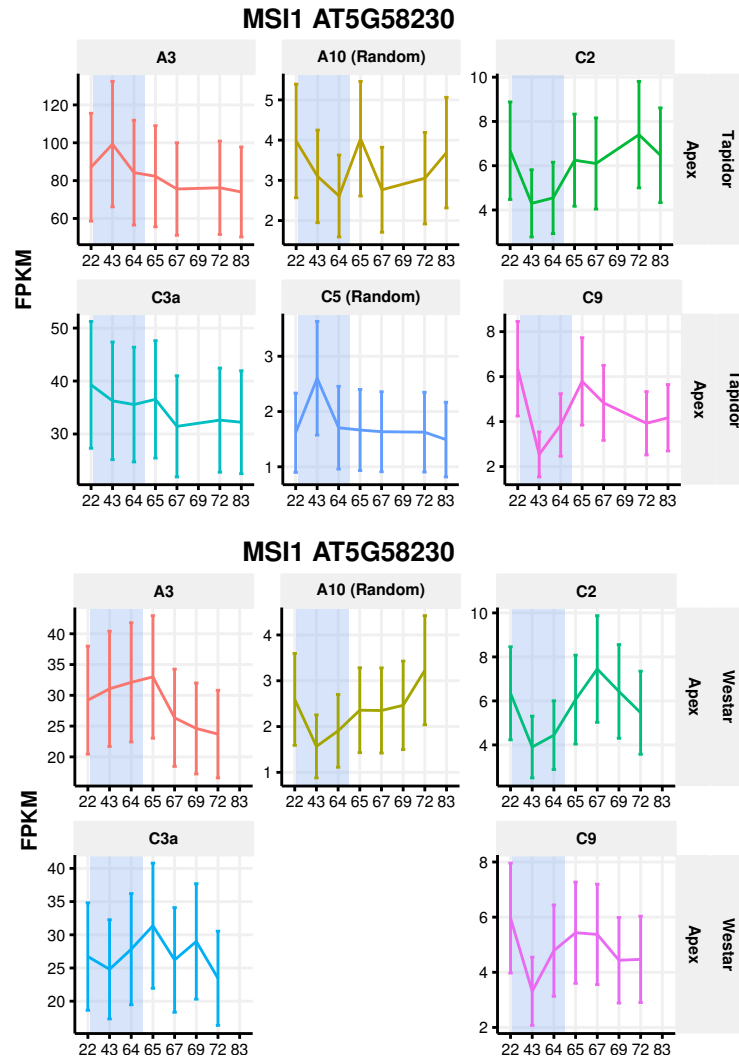 MSI1 AT5G58230
A3
A10 (Random)
C2
120
100
80
60
22 43 64 65 67 69 72 83
5
4
3
2
22 43 64 65 67 69 72 83
10
8
6
4
22 43 64 65 67 69 72 83
Apex
Tapidor
FPKM
C3a
C5 (Random)
C9
50
40
30
22 43 64 65 67 69 72 83
3
2
1
22 43 64 65 67 69 72 83
8
6
4
2
22 43 64 65 67 69 72 83
Apex
Tapidor
MSI1 AT5G58230
A3
A10 (Random)
C2
40
35
30
25
20
22 43 64 65 67 69 72 83
4
3
2
1
22 43 64 65 67 69 72 83
10
8
6
4
22 43 64 65 67 69 72 83
Apex
Westar
FPKM
C3a
C9
40
35
30
25
20
22 43 64 65 67 69 72 83
8
6
4
2
22 43 64 65 67 69 72 83
Apex
Westar